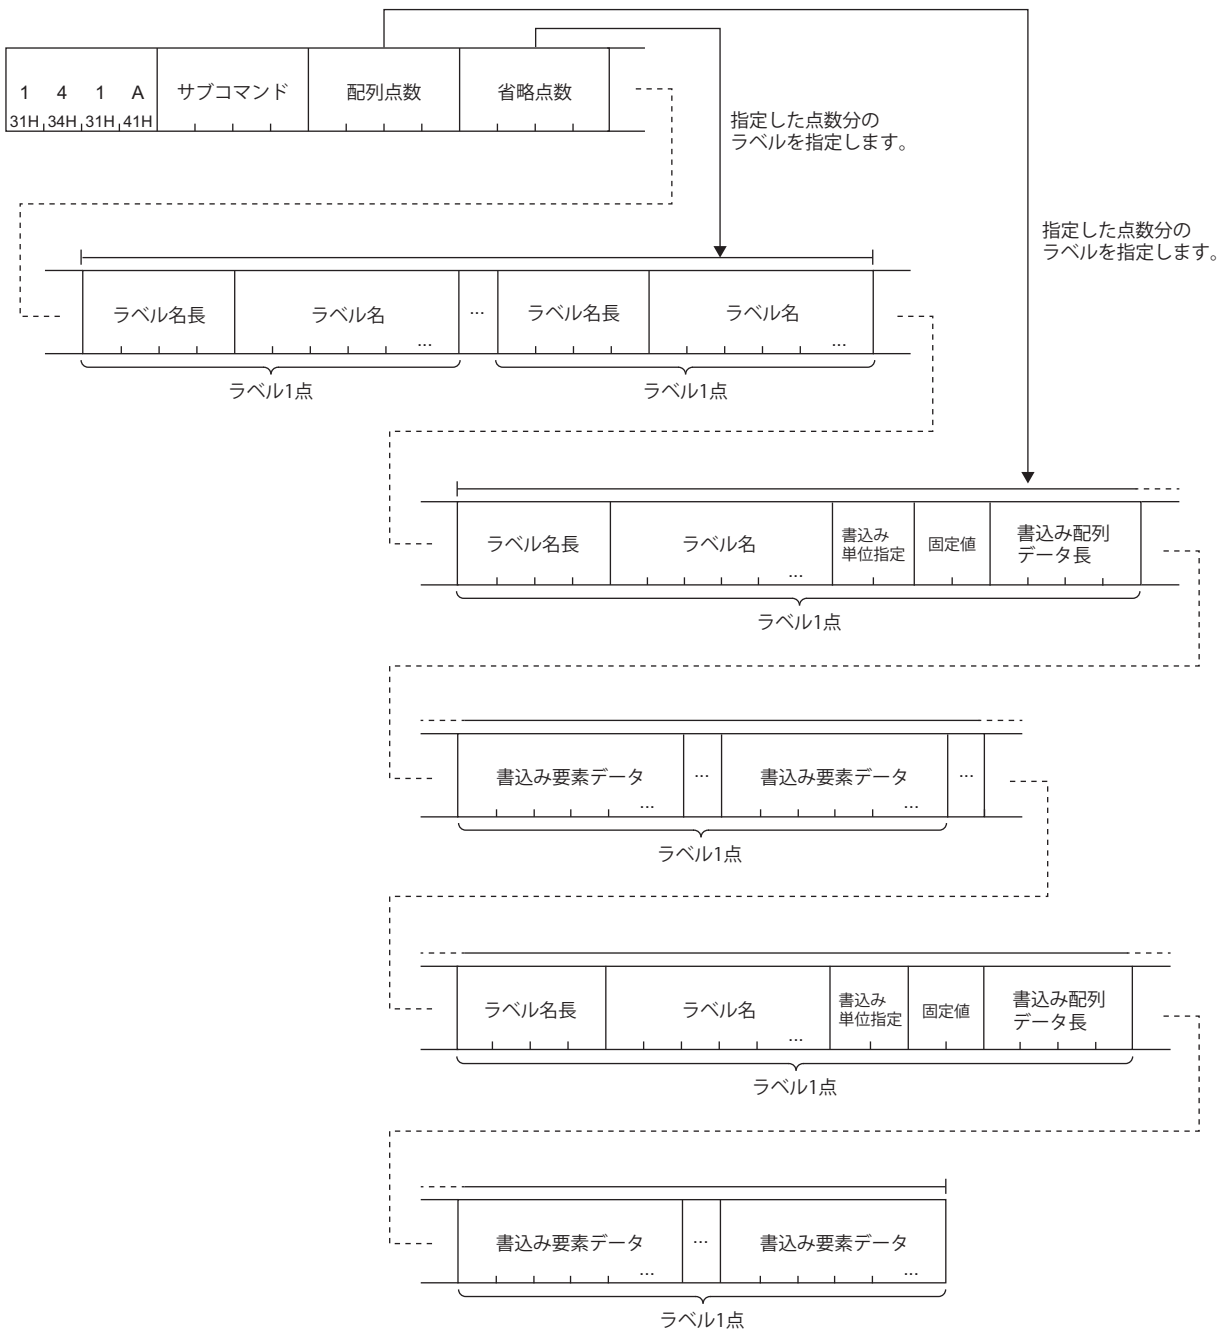 1 4 1 A サブコマンド 配列点数 省略点数
31H 34H 31H 41H
指定した点数分の
ラベルを指定します。
指定した点数分の
ラベルを指定します。
ラベル名長 ラベル名 ... ラベル名長 ラベル名
... ...
ラベル1点 ラベル1点
ラベル名長 ラベル名 書込み 単位指定 固定値 書込み配列 データ長
...
ラベル1点
書込み要素データ ... 書込み要素データ ...
... ...
ラベル1点
ラベル名長 ラベル名 書込み 単位指定 固定値 書込み配列 データ長
...
ラベル1点
書込み要素データ ... 書込み要素データ
... ...
ラベル1点